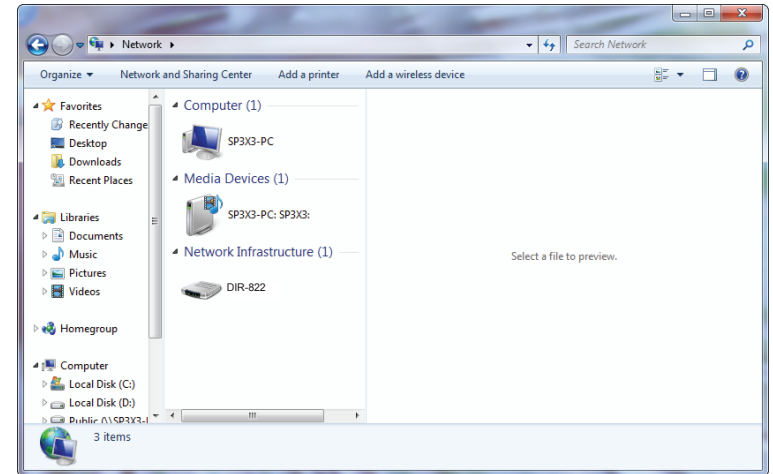 Network
Search Network
Organize
Network and Sharing Center
Add a printer
Add a wireless device
Favorites
Recently Change
Desktop
Downloads
Recent Places
Libraries
Documents
Music
Pictures
Videos
Homegroup
Computer
Local Disk (C:)
Local Disk (D:)
Public (\\SP3X3-
Computer (1)
SP3X3-PC
Media Devices (1)
SP3X3-PC: SP3X3:
Network Infrastructure (1)
DIR-822
Select a file to preview.
3 items